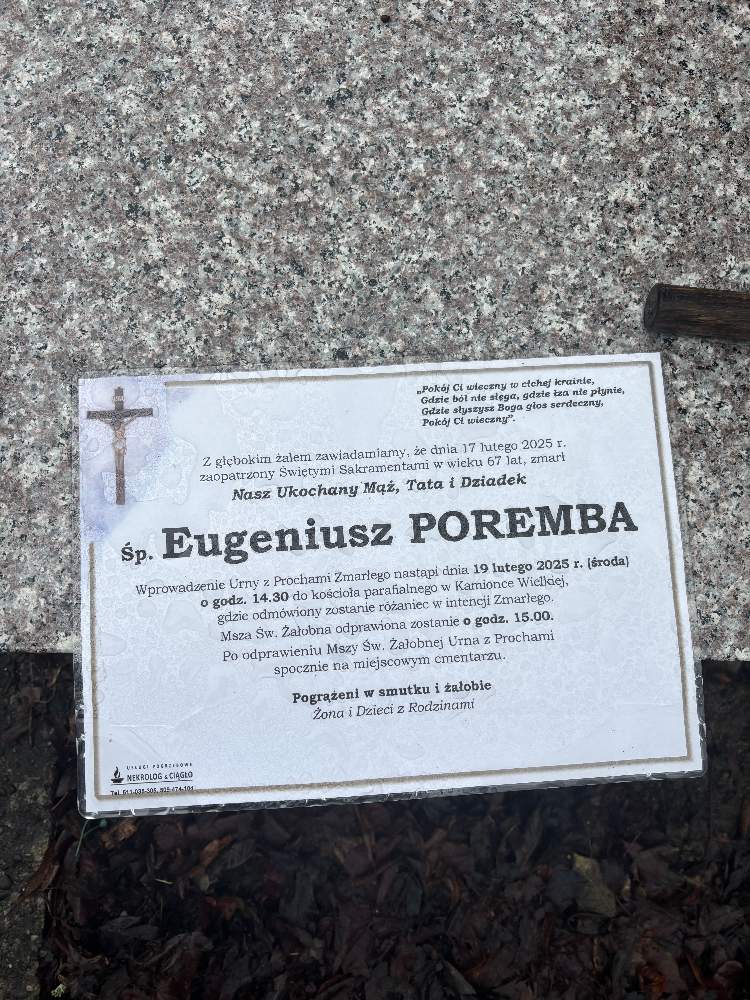 „Pokój Ci wieczny w cichej krainie,
Gdzie ból nie sięga, gdzie łza nie płynie,
Gdzie słyszysz Boga głos serdeczny,
Pokój Ci wieczny”.
Z głębokim żalem zawiadamiamy, że dnia 17 lutego 2025 r.
zaopatrzony Świętymi Sakramentami w wieku 67 lat, zmarł
Nasz Ukochany Mąż, Tata i Dziadek
Śp. Eugeniusz POREMBA
Wprowadzenie Urny z Prochami Zmarłego nastąpi dnia 19 lutego 2025 r. (środa)
o godz. 14.30 do kościoła parafialnego w Kamionce Wielkiej,
gdzie odmówiony zostanie różaniec w intencji Zmarłego.
Msza Św. Żałobna odprawiona zostanie o godz. 15.00.
Po odprawieniu Mszy Św. Żałobnej Urna z Prochami
spocznie na miejscowym cmentarzu.
Pogrążeni w smutku i żałobie
Żona i Dzieci z Rodzinami
USŁUGI POGRZEBOWE
NEKROLOG & CIĄGŁO
Tel.